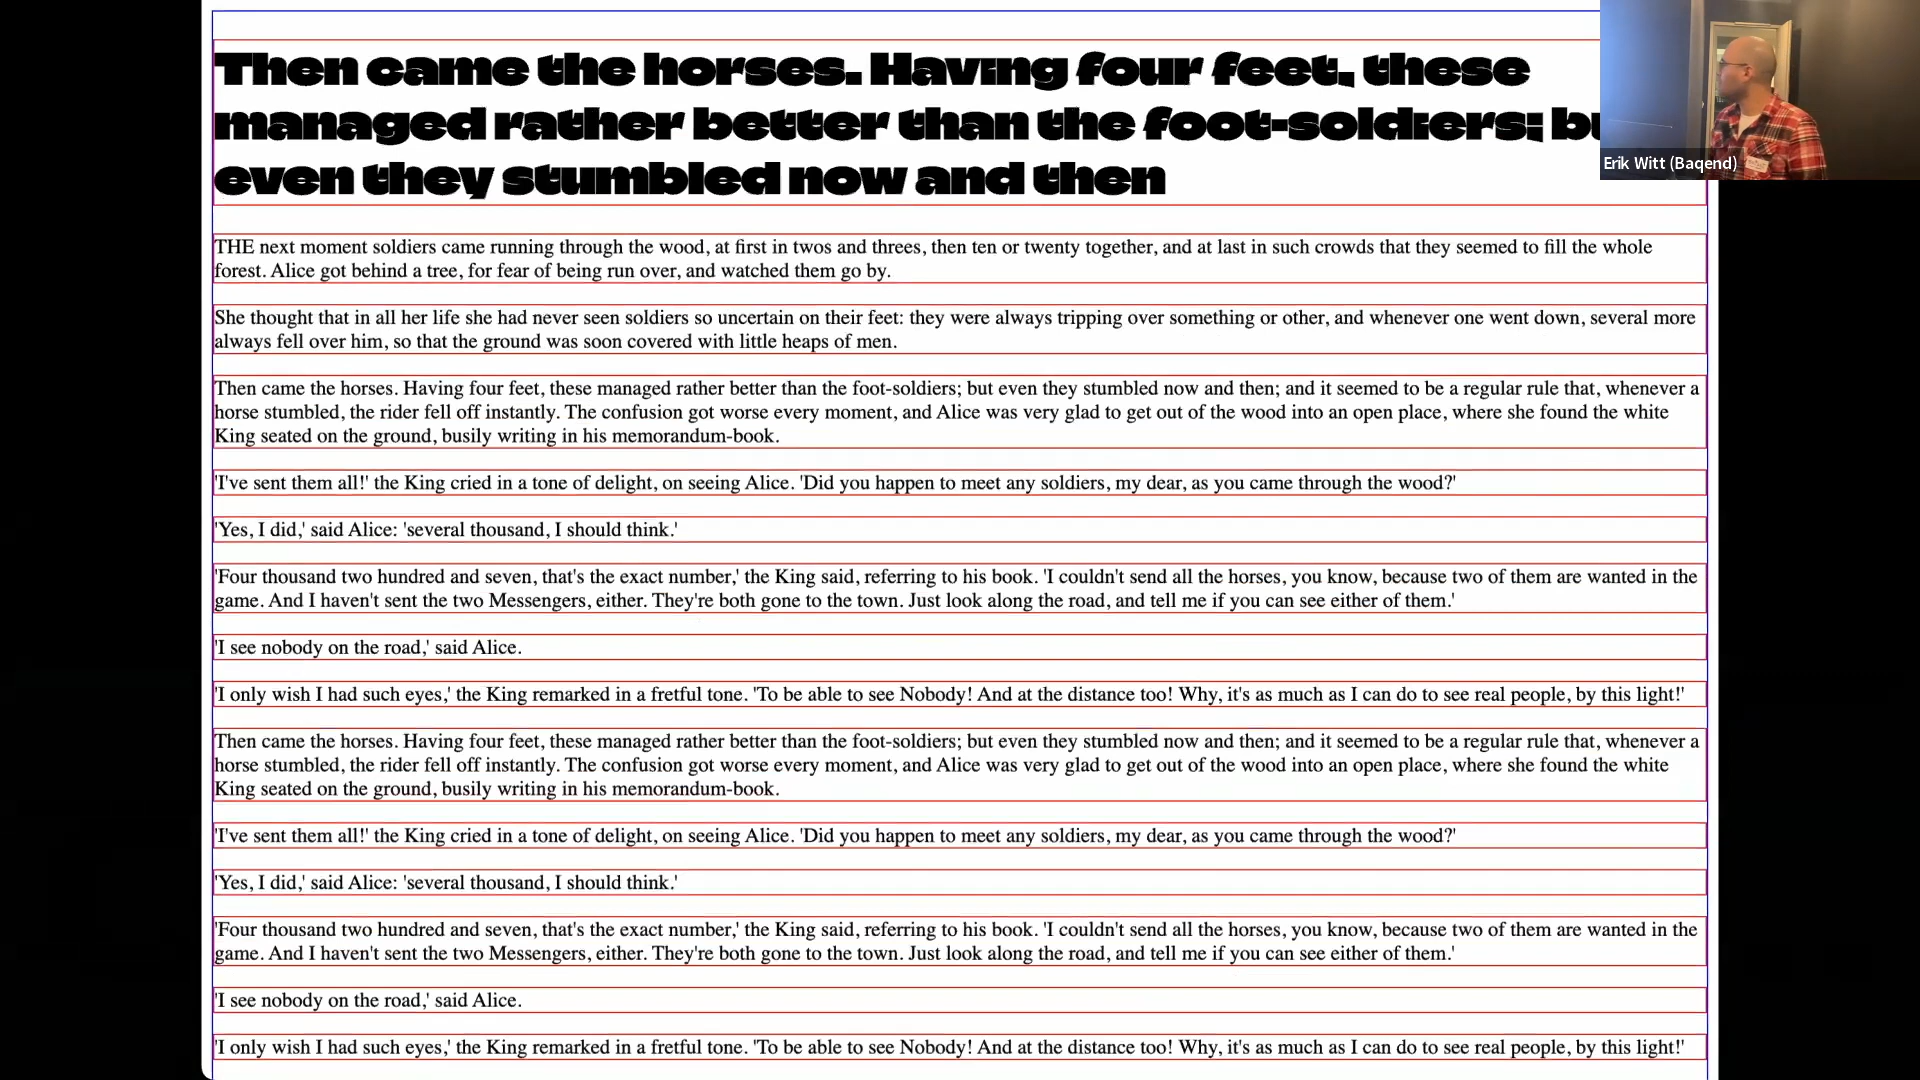 Then came the horses. Having four feet, these
managed rather better than the foot-soldiers; bu
even they stumbled now and then
Erik Witt (Baqend)
THE next moment soldiers came running through the wood, at first in twos and threes, then ten or twenty together, and at last in such crowds that they seemed to fill the whole
forest. Alice got behind a tree, for fear of being run over, and watched them go by.
She thought that in all her life she had never seen soldiers so uncertain on their feet: they were always tripping over something or other, and whenever one went down, several more
always fell over him, so that the ground was soon covered with little heaps of men.
Then came the horses. Having four feet, these managed rather better than the foot-soldiers; but even they stumbled now and then; and it seemed to be a regular rule that, whenever a
horse stumbled, the rider fell off instantly. The confusion got worse every moment, and Alice was very glad to get out of the wood into an open place, where she found the white
King seated on the ground, busily writing in his memorandum-book.
'I've sent them all!' the King cried in a tone of delight, on seeing Alice. 'Did you happen to meet any soldiers, my dear, as you came through the wood?'
'Yes, I did,' said Alice: 'several thousand, I should think.'
'Four thousand two hundred and seven, that's the exact number,' the King said, referring to his book. 'I couldn't send all the horses, you know, because two of them are wanted in the
game. And I haven't sent the two Messengers, either. They're both gone to the town. Just look along the road, and tell me if you can see either of them.'
'I see nobody on the road,' said Alice.
'I only wish I had such eyes,' the King remarked in a fretful tone. 'To be able to see Nobody! And at the distance too! Why, it's as much as I can do to see real people, by this light!'
Then came the horses. Having four feet, these managed rather better than the foot-soldiers; but even they stumbled now and then; and it seemed to be a regular rule that, whenever a
horse stumbled, the rider fell off instantly. The confusion got worse every moment, and Alice was very glad to get out of the wood into an open place, where she found the white
King seated on the ground, busily writing in his memorandum-book.
'I've sent them all!' the King cried in a tone of delight, on seeing Alice. 'Did you happen to meet any soldiers, my dear, as you came through the wood?'
'Yes, I did,' said Alice: 'several thousand, I should think.'
'Four thousand two hundred and seven, that's the exact number,' the King said, referring to his book. 'I couldn't send all the horses, you know, because two of them are wanted in the
game. And I haven't sent the two Messengers, either. They're both gone to the town. Just look along the road, and tell me if you can see either of them.'
'I see nobody on the road,' said Alice.
'I only wish I had such eyes,' the King remarked in a fretful tone. 'To be able to see Nobody! And at the distance too! Why, it's as much as I can do to see real people, by this light!'